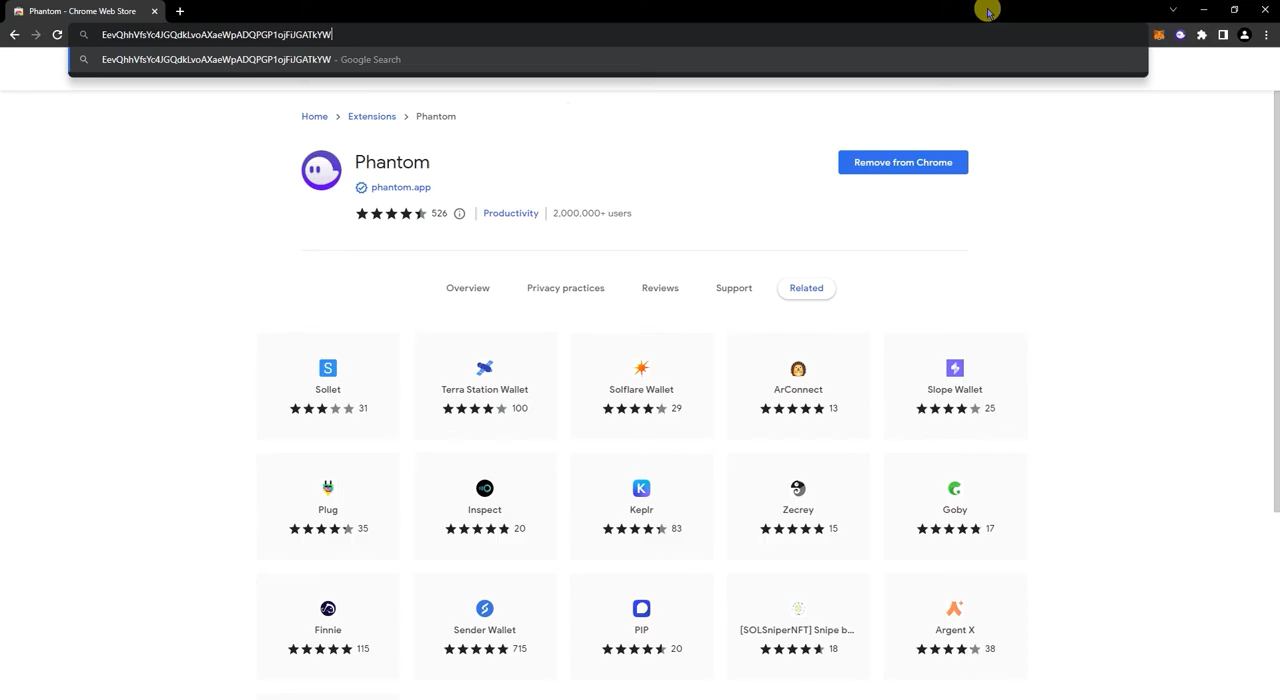 Phantom - Chrome Web Store
EevQhhVfsYc4JGQdkLvoAXaeWpADQPGP1ojFiJGATkYW
EevQhhVfsYc4JGQdkLvoAXaeWpADQPGP1ojFiJGATkYW - Google Search
Home > Extensions > Phantom
Phantom
Remove from Chrome
phantom.app
526 Productivity 2,000,000+ users
Overview Privacy practices Reviews Support Related
Sollet Terra Station Wallet Solflare Wallet ArConnect Slope Wallet
31 100 29 13 25
Plug Inspect Keplr Zecrey Goby
35 20 83 15 17
Finnie Sender Wallet PIP [SOLSniperNFT] Snipe b... Argent X
115 715 20 18 38